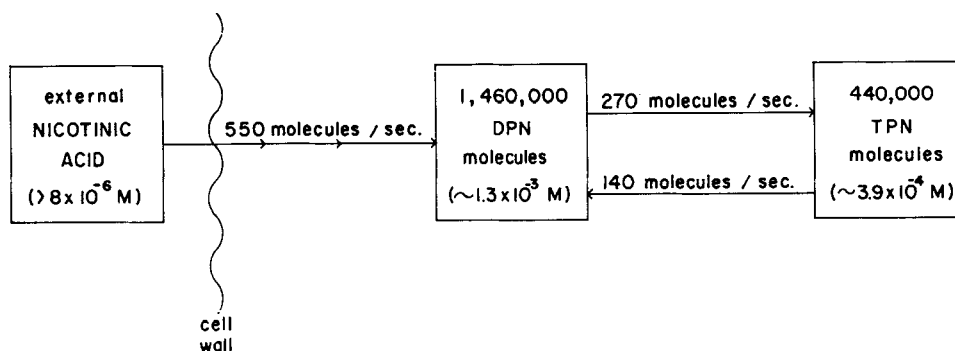 external
NICOTINIC
ACID
(>8x10⁻⁶ M)
cell
wall
550 molecules / sec.
1,460,000
DPN
molecules
(~1.3x10⁻³ M)
270 molecules / sec.
140 molecules / sec.
440,000
TPN
molecules
(~3.9x10⁻⁴ M)